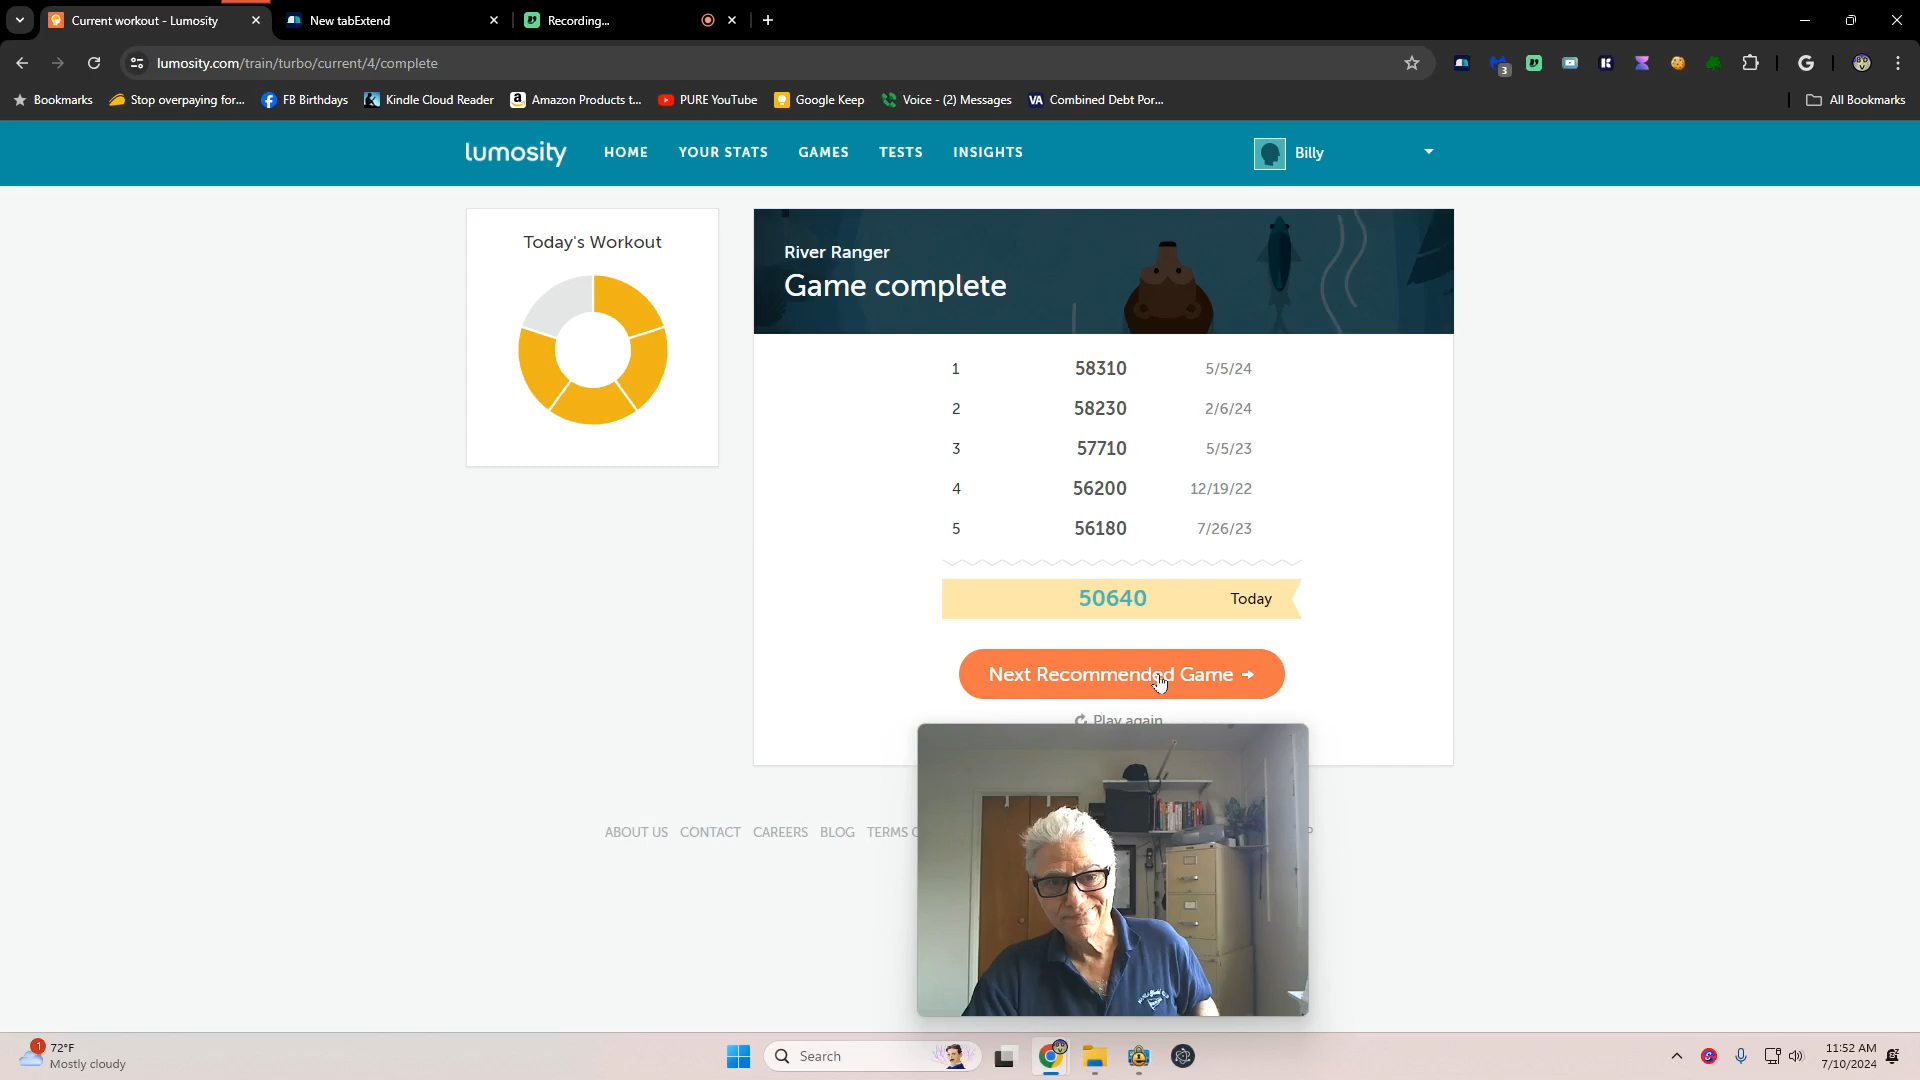 Current workout - Lumosity
New tabExtend
Recording...
lumosity.com/train/turbo/current/4/complete
3
Bookmarks
Stop overpaying for...
FB Birthdays
Kindle Cloud Reader
Amazon Products t...
PURE YouTube
Google Keep
Voice - (2) Messages
VA Combined Debt Por...
All Bookmarks
lumosity
HOME
YOUR STATS
GAMES
TESTS
INSIGHTS
Billy
Today's Workout
River Ranger
Game complete
1 58310 5/5/24
2 58230 2/6/24
3 57710 5/5/23
4 56200 12/19/22
5 56180 7/26/23
50640 Today
Next Recommended Game →
Play again
ABOUT US CONTACT CAREERS BLOG TERMS
1
72°F
Mostly cloudy
Search
11:52 AM
7/10/2024